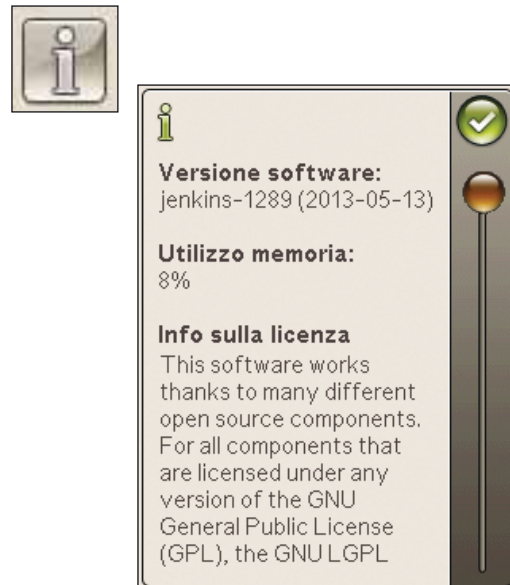 Versione software:
jenkins-1289 (2013-05-13)
Utilizzo memoria:
8%
Info sulla licenza
This software works
thanks to many different
open source components.
For all components that
are licensed under any
version of the GNU
General Public License
(GPL), the GNU LGPL